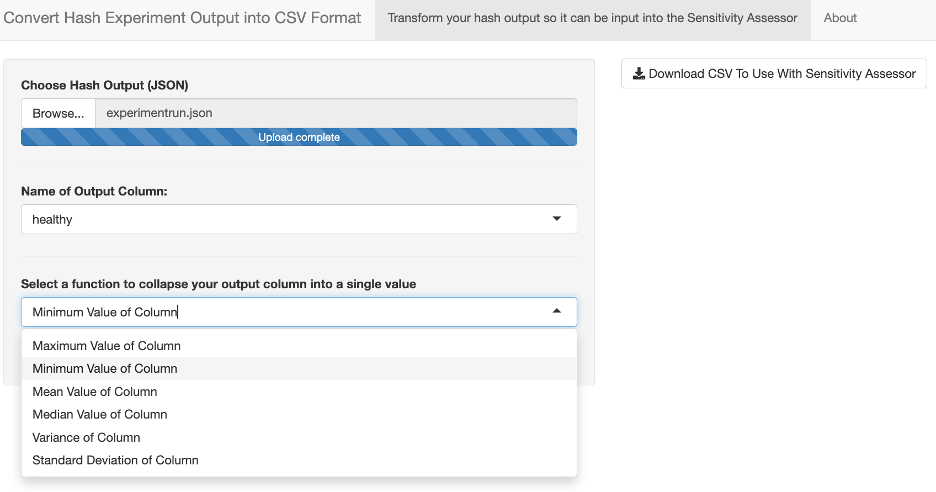 Convert Hash Experiment Output into CSV Format
Transform your hash output so it can be input into the Sensitivity Assessor
About
Choose Hash Output (JSON)
Browse...
experimentrun.json
Upload complete
Download CSV To Use With Sensitivity Assessor
Name of Output Column:
healthy
Select a function to collapse your output column into a single value
Minimum Value of Column
Maximum Value of Column
Minimum Value of Column
Mean Value of Column
Median Value of Column
Variance of Column
Standard Deviation of Column